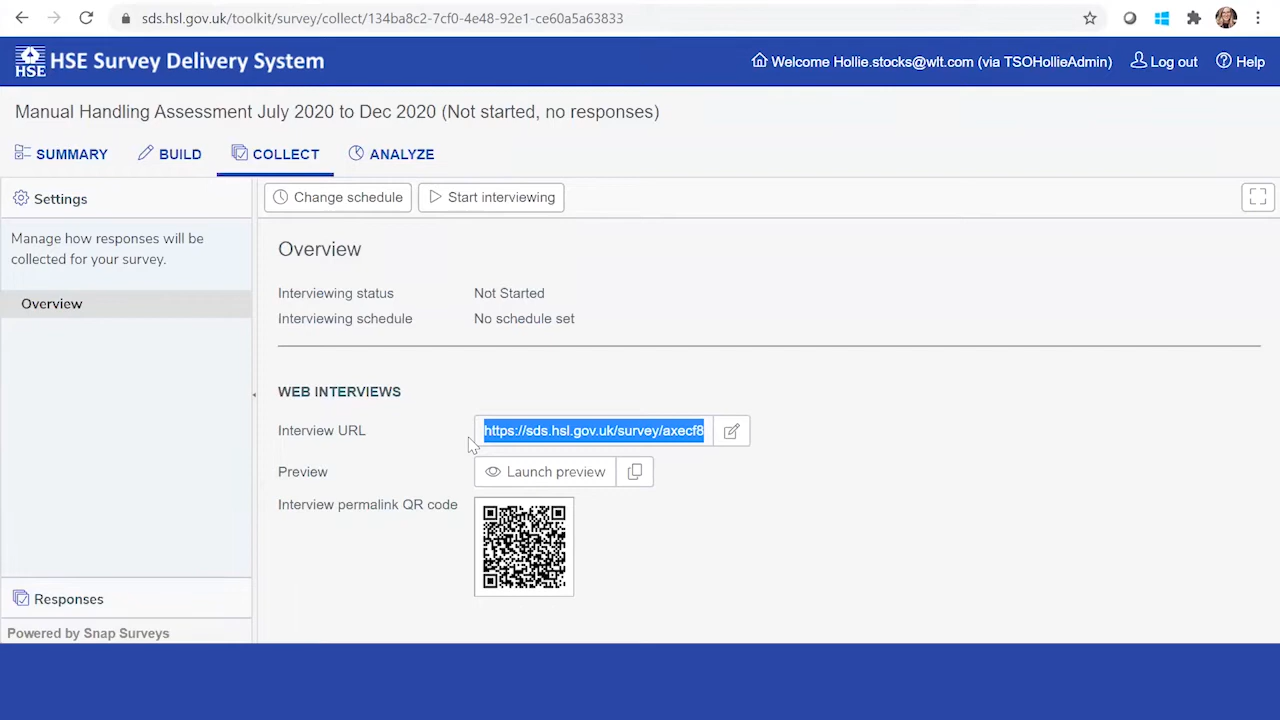 sds.hsl.gov.uk/toolkit/survey/collect/134ba8c2-7cf0-4e48-92e1-ce60a5a63833
HSE HSE Survey Delivery System
Welcome Hollie.stocks@wlt.com (via TSOHollieAdmin) Log out Help
Manual Handling Assessment July 2020 to Dec 2020 (Not started, no responses)
SUMMARY BUILD COLLECT ANALYZE
Settings
Change schedule Start interviewing
Manage how responses will be
collected for your survey.
Overview
Overview
Interviewing status Not Started
Interviewing schedule No schedule set
WEB INTERVIEWS
Interview URL https://sds.hsl.gov.uk/survey/axecf8
Preview Launch preview
Interview permalink QR code
Responses
Powered by Snap Surveys